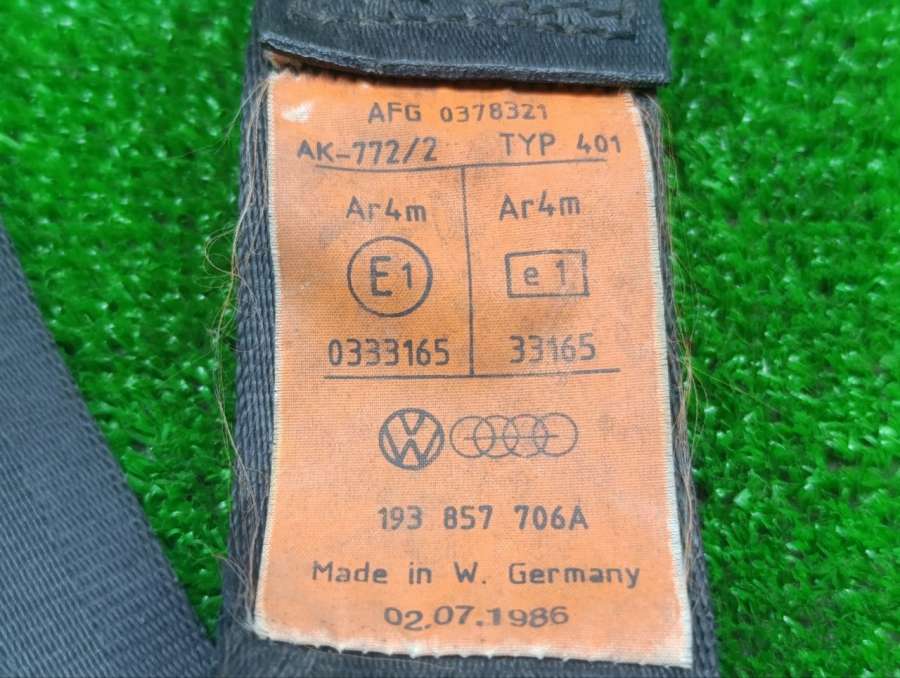 AFG 0378321
AK-772/2 TYP 401
Ar4m Ar4m
E1 e1
0333165 33165
VW
193 857 706A
Made in W. Germany
02.07.1986